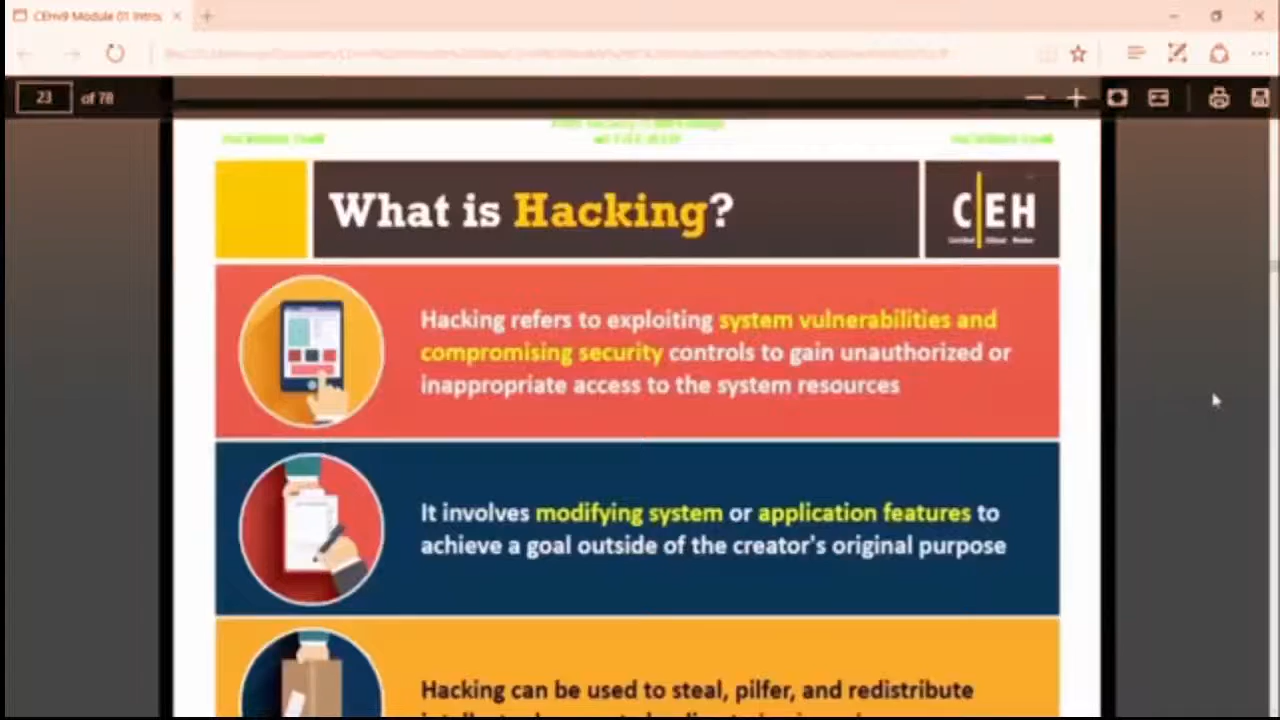 CEHv9 Module 01 Intro
23 of 78
What is Hacking?
C|EH
Hacking refers to exploiting system vulnerabilities and
compromising security controls to gain unauthorized or
inappropriate access to the system resources
It involves modifying system or application features to
achieve a goal outside of the creator's original purpose
Hacking can be used to steal, pilfer, and redistribute